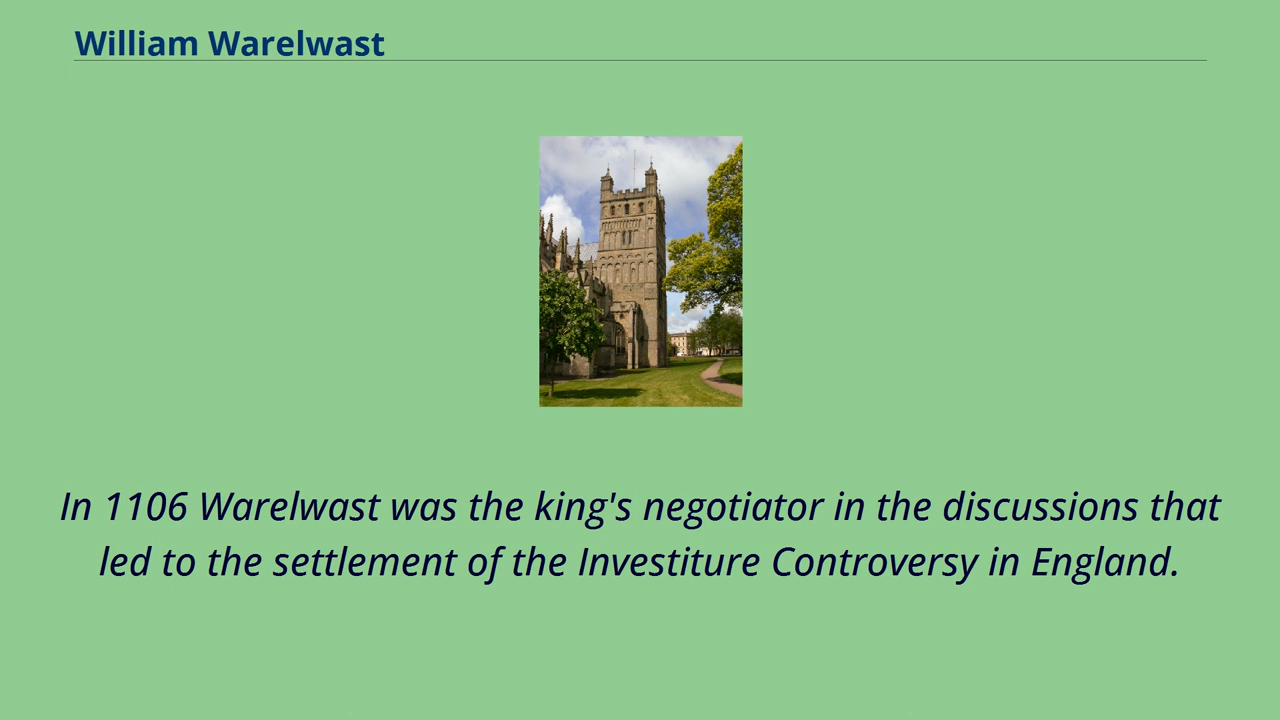 William Warelwast
In 1106 Warelwast was the king's negotiator in the discussions that
led to the settlement of the Investiture Controversy in England.